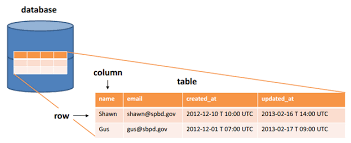 database
column
table
name email created_at updated_at
row
Shawn shawn@spbd.gov 2012-12-10 T 10:00 UTC 2013-02-16 T 14:00 UTC
Gus gus@sbpd.gov 2012-12-01 T 07:00 UTC 2013-02-17 T 09:00 UTC